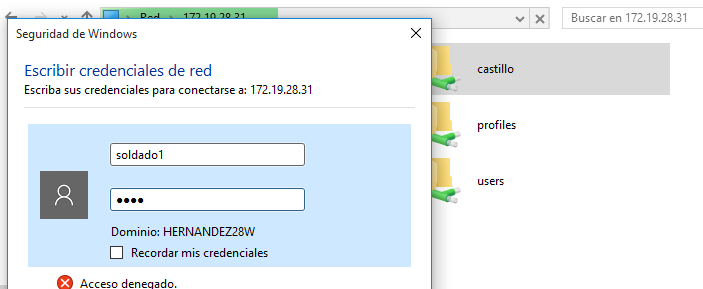 Red > 172.19.28.31
Buscar en 172.19.28.31
Seguridad de Windows
Escribir credenciales de red
Escriba sus credenciales para conectarse a: 172.19.28.31
soldado1
••••
Dominio: HERNANDEZ28W
Recordar mis credenciales
Acceso denegado.
castillo
profiles
users